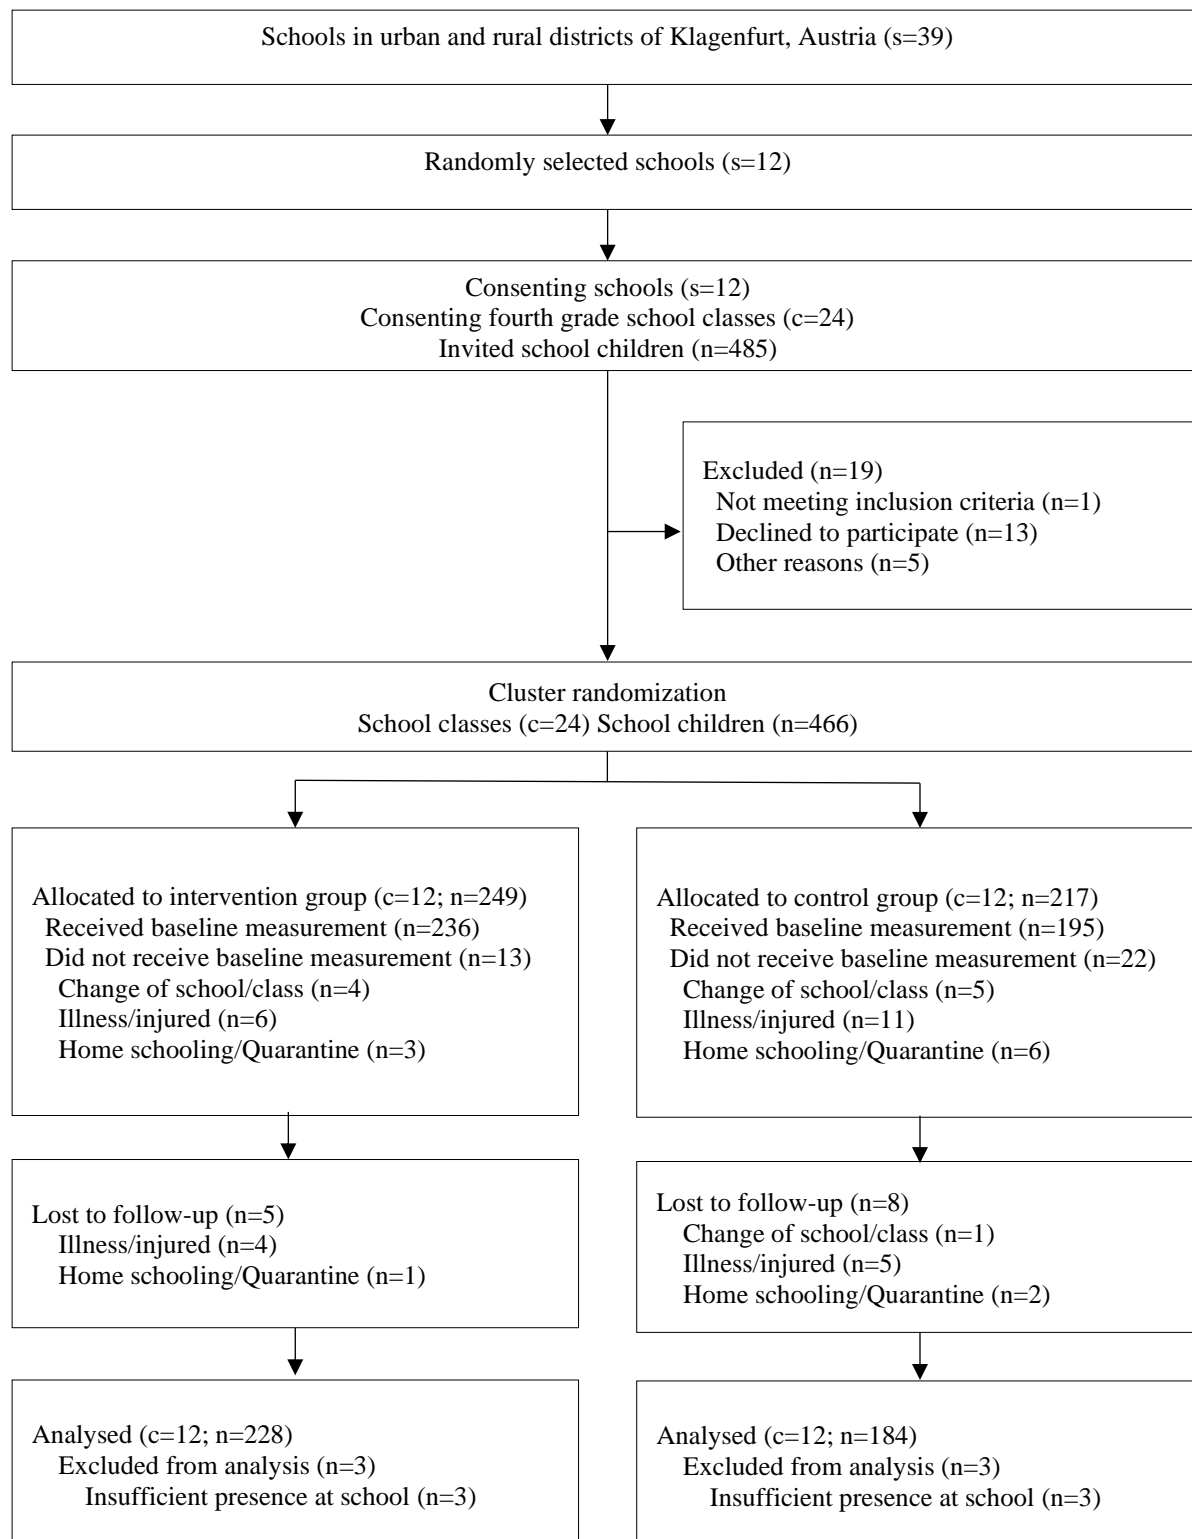 Schools in urban and rural districts of Klagenfurt, Austria (s=39)
Randomly selected schools (s=12)
Consenting schools (s=12)
Consenting fourth grade school classes (c=24)
Invited school children (n=485)
Excluded (n=19)
Not meeting inclusion criteria (n=1)
Declined to participate (n=13)
Other reasons (n=5)
Cluster randomization
School classes (c=24) School children (n=466)
Allocated to intervention group (c=12; n=249)
Received baseline measurement (n=236)
Did not receive baseline measurement (n=13)
Change of school/class (n=4)
Illness/injured (n=6)
Home schooling/Quarantine (n=3)
Allocated to control group (c=12; n=217)
Received baseline measurement (n=195)
Did not receive baseline measurement (n=22)
Change of school/class (n=5)
Illness/injured (n=11)
Home schooling/Quarantine (n=6)
Lost to follow-up (n=5)
Illness/injured (n=4)
Home schooling/Quarantine (n=1)
Lost to follow-up (n=8)
Change of school/class (n=1)
Illness/injured (n=5)
Home schooling/Quarantine (n=2)
Analysed (c=12; n=228)
Excluded from analysis (n=3)
Insufficient presence at school (n=3)
Analysed (c=12; n=184)
Excluded from analysis (n=3)
Insufficient presence at school (n=3)